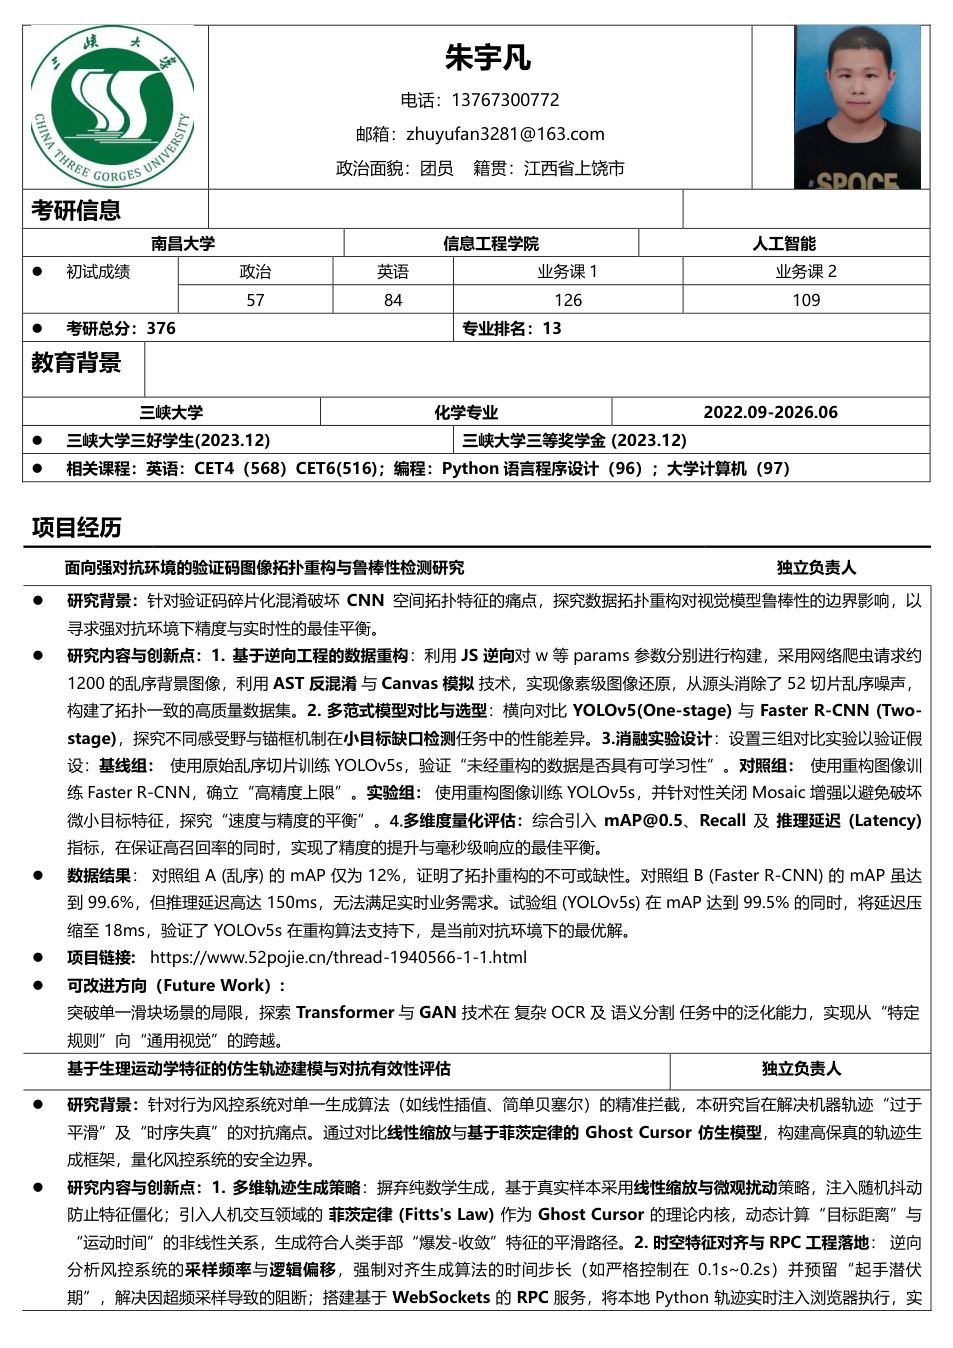 三峡大学
CHINA THREE GORGES UNIVERSITY
朱宇凡
电话：13767300772
邮箱：zhuyufan3281@163.com
政治面貌：团员 籍贯：江西省上饶市
SPOCE
考研信息
南昌大学 信息工程学院 人工智能
● 初试成绩 政治 英语 业务课 1 业务课 2
57 84 126 109
● 考研总分：376 专业排名：13
教育背景
三峡大学 化学专业 2022.09-2026.06
● 三峡大学三好学生(2023.12) 三峡大学三等奖学金 (2023.12)
● 相关课程：英语：CET4（568）CET6(516)；编程：Python 语言程序设计（96）；大学计算机（97）
项目经历
面向强对抗环境的验证码图像拓扑重构与鲁棒性检测研究 独立负责人
● 研究背景：针对验证码碎片化混淆破坏 CNN 空间拓扑特征的痛点，探究数据拓扑重构对视觉模型鲁棒性的边界影响，以
寻求强对抗环境下精度与实时性的最佳平衡。
● 研究内容与创新点：1. 基于逆向工程的数据重构：利用 JS 逆向对 w 等 params 参数分别进行构建，采用网络爬虫请求约
1200 的乱序背景图像，利用 AST 反混淆 与 Canvas 模拟 技术，实现像素级图像还原，从源头消除了 52 切片乱序噪声，
构建了拓扑一致的高质量数据集。2. 多范式模型对比与选型：横向对比 YOLOv5(One-stage) 与 Faster R-CNN (Two-
stage)，探究不同感受野与锚框机制在小目标缺口检测任务中的性能差异。3.消融实验设计：设置三组对比实验以验证假
设：基线组： 使用原始乱序切片训练 YOLOv5s，验证“未经重构的数据是否具有可学习性”。对照组： 使用重构图像训
练 Faster R-CNN，确立“高精度上限”。实验组： 使用重构图像训练 YOLOv5s，并针对性关闭 Mosaic 增强以避免破坏
微小目标特征，探究“速度与精度的平衡”。4.多维度量化评估：综合引入 mAP@0.5、Recall 及 推理延迟 (Latency)
指标，在保证高召回率的同时，实现了精度的提升与毫秒级响应的最佳平衡。
● 数据结果： 对照组 A (乱序) 的 mAP 仅为 12%，证明了拓扑重构的不可或缺性。对照组 B (Faster R-CNN) 的 mAP 虽达
到 99.6%，但推理延迟高达 150ms，无法满足实时业务需求。试验组 (YOLOv5s) 在 mAP 达到 99.5% 的同时，将延迟压
缩至 18ms，验证了 YOLOv5s 在重构算法支持下，是当前对抗环境下的最优解。
● 项目链接: https://www.52pojie.cn/thread-1940566-1-1.html
● 可改进方向（Future Work）:
突破单一滑块场景的局限，探索 Transformer 与 GAN 技术在 复杂 OCR 及 语义分割 任务中的泛化能力，实现从“特定
规则”向“通用视觉”的跨越。
基于生理运动学特征的仿生轨迹建模与对抗有效性评估 独立负责人
● 研究背景：针对行为风控系统对单一生成算法（如线性插值、简单贝塞尔）的精准拦截，本研究旨在解决机器轨迹“过于
平滑”及“时序失真”的对抗痛点。通过对比线性缩放与基于菲茨定律的 Ghost Cursor 仿生模型，构建高保真的轨迹生
成框架，量化风控系统的安全边界。
● 研究内容与创新点：1. 多维轨迹生成策略：摒弃纯数学生成，基于真实样本采用线性缩放与微观扰动策略，注入随机抖动
防止特征僵化；引入人机交互领域的 菲茨定律 (Fitts's Law) 作为 Ghost Cursor 的理论内核，动态计算“目标距离”与
“运动时间”的非线性关系，生成符合人类手部“爆发-收敛”特征的平滑路径。2. 时空特征对齐与 RPC 工程落地： 逆向
分析风控系统的采样频率与逻辑偏移，强制对齐生成算法的时间步长（如严格控制在 0.1s~0.2s）并预留“起手潜伏
期”，解决因超频采样导致的阻断；搭建基于 WebSockets 的 RPC 服务，将本地 Python 轨迹实时注入浏览器执行，实